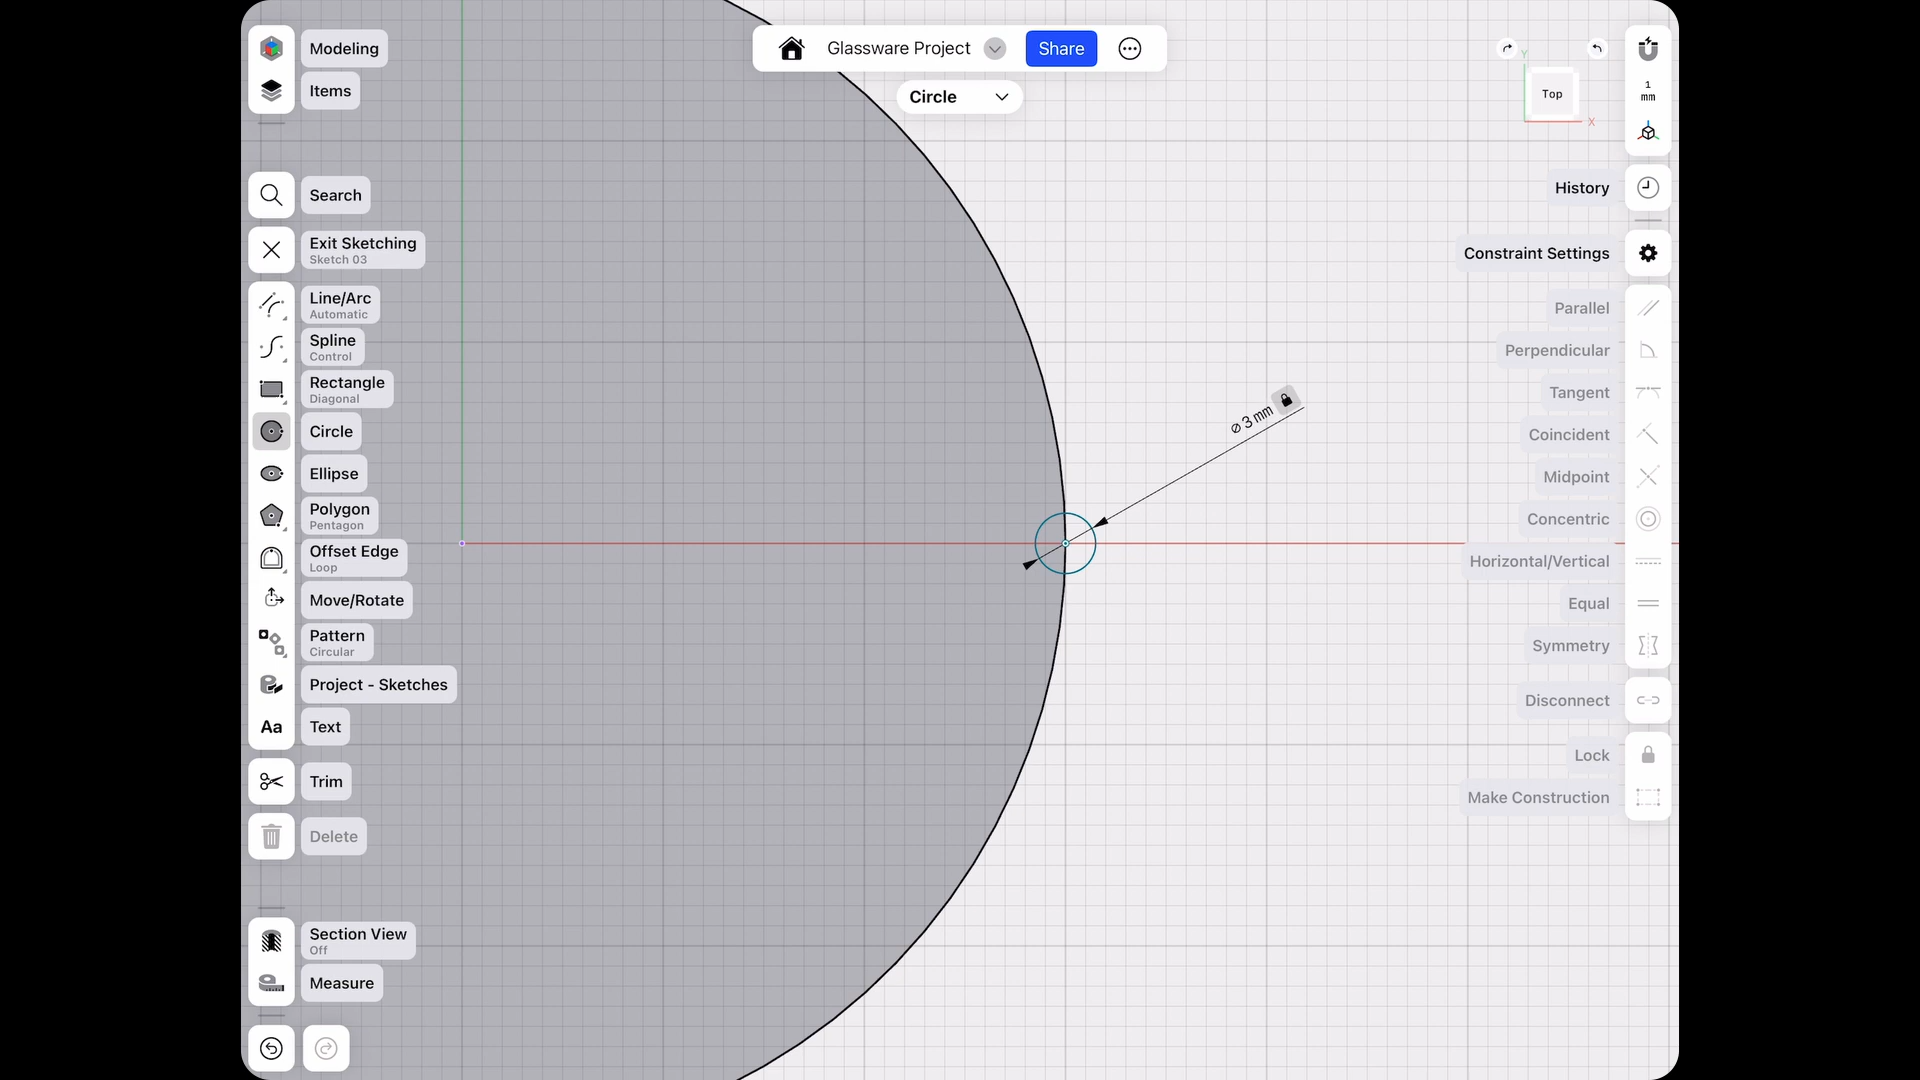 Modeling
Items
Glassware Project
Share
Circle
Y
Top
X
1
mm
Search
Exit Sketching
Sketch 03
Line/Arc
Automatic
Spline
Control
Rectangle
Diagonal
Circle
Ellipse
Polygon
Pentagon
Offset Edge
Loop
Move/Rotate
Pattern
Circular
Project - Sketches
Aa
Text
Trim
Delete
Section View
Off
Measure
⌀ 3 mm
History
Constraint Settings
Parallel
Perpendicular
Tangent
Coincident
Midpoint
Concentric
Horizontal/Vertical
Equal
Symmetry
Disconnect
Lock
Make Construction